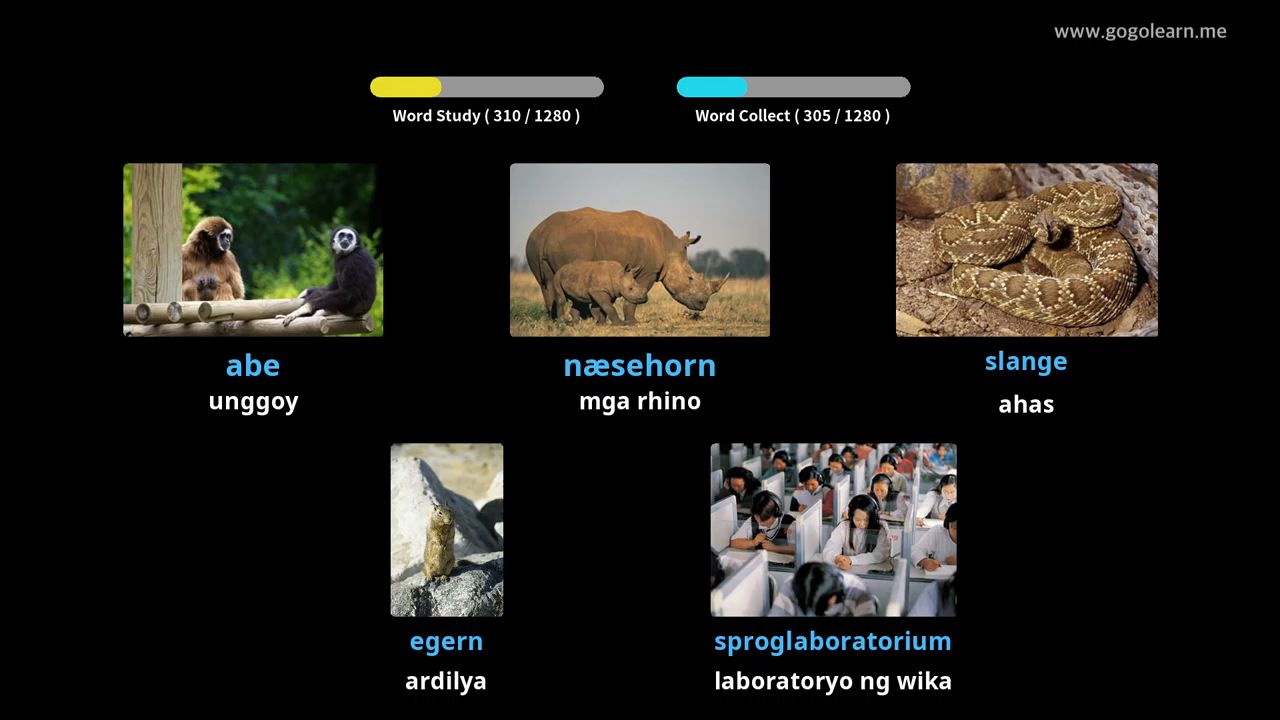 www.gogolearn.me
Word Study ( 310 / 1280 )
Word Collect ( 305 / 1280 )
abe
unggoy
næsehorn
mga rhino
slange
ahas
egern
ardilya
sproglaboratorium
laboratoryo ng wika